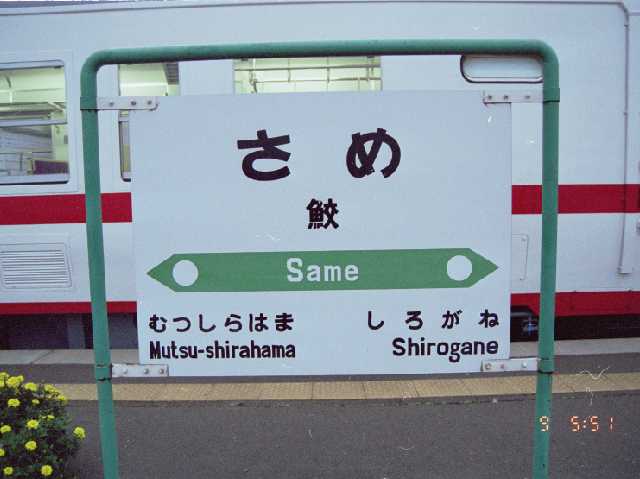 さめ
鮫
Same
むつしらはま しろがね
Mutsu-shirahama Shirogane
9 5:51